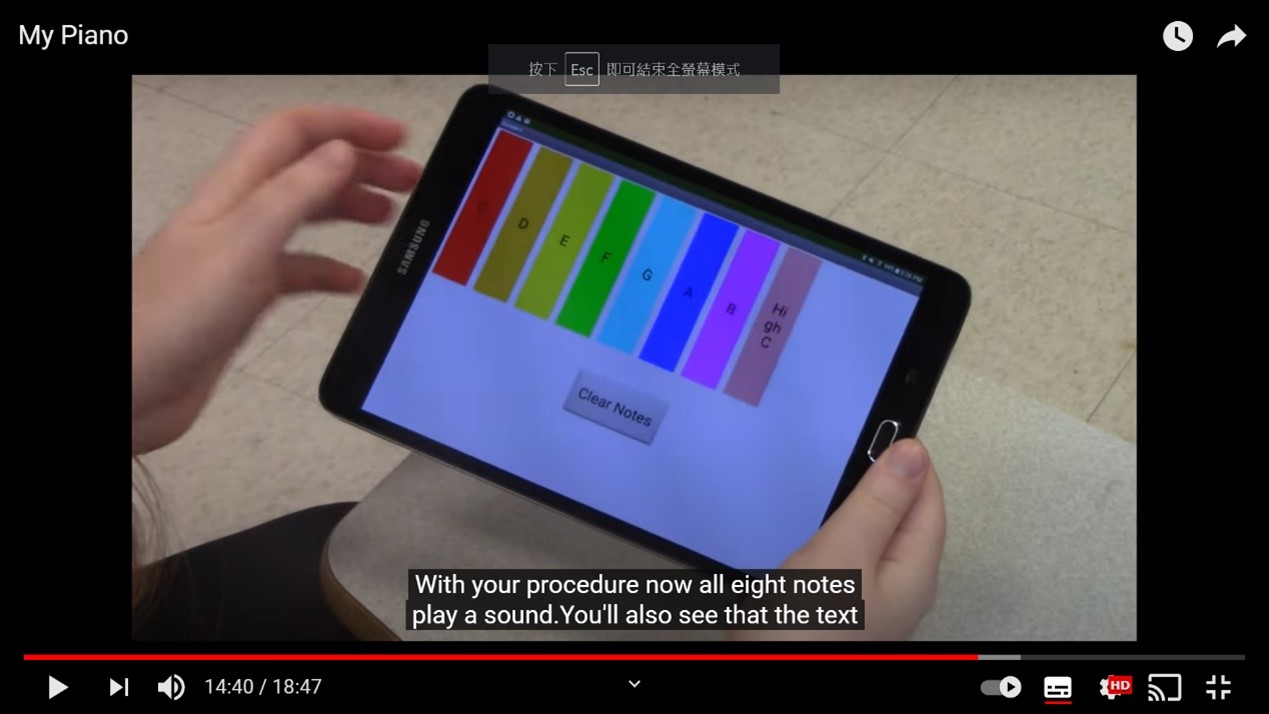 My Piano
按下 Esc 即可結束全螢幕模式
SAMSUNG
C
D
E
F
G
A
B
Hi
gh
C
Clear Notes
With your procedure now all eight notes
play a sound.You'll also see that the text
14:40 / 18:47
HD